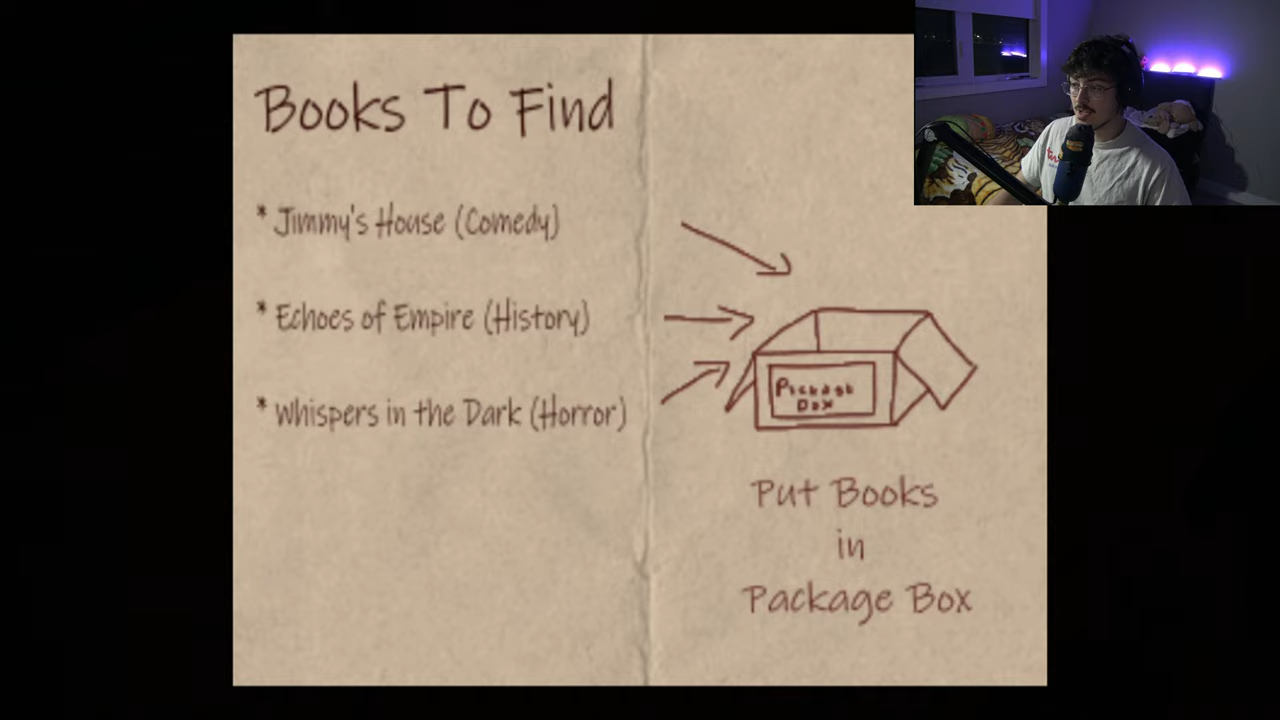 Books To Find
* Jimmy's House (Comedy)
* Echoes of Empire (History)
* Whispers in the Dark (Horror)
Package
Box
Put Books
in
Package Box